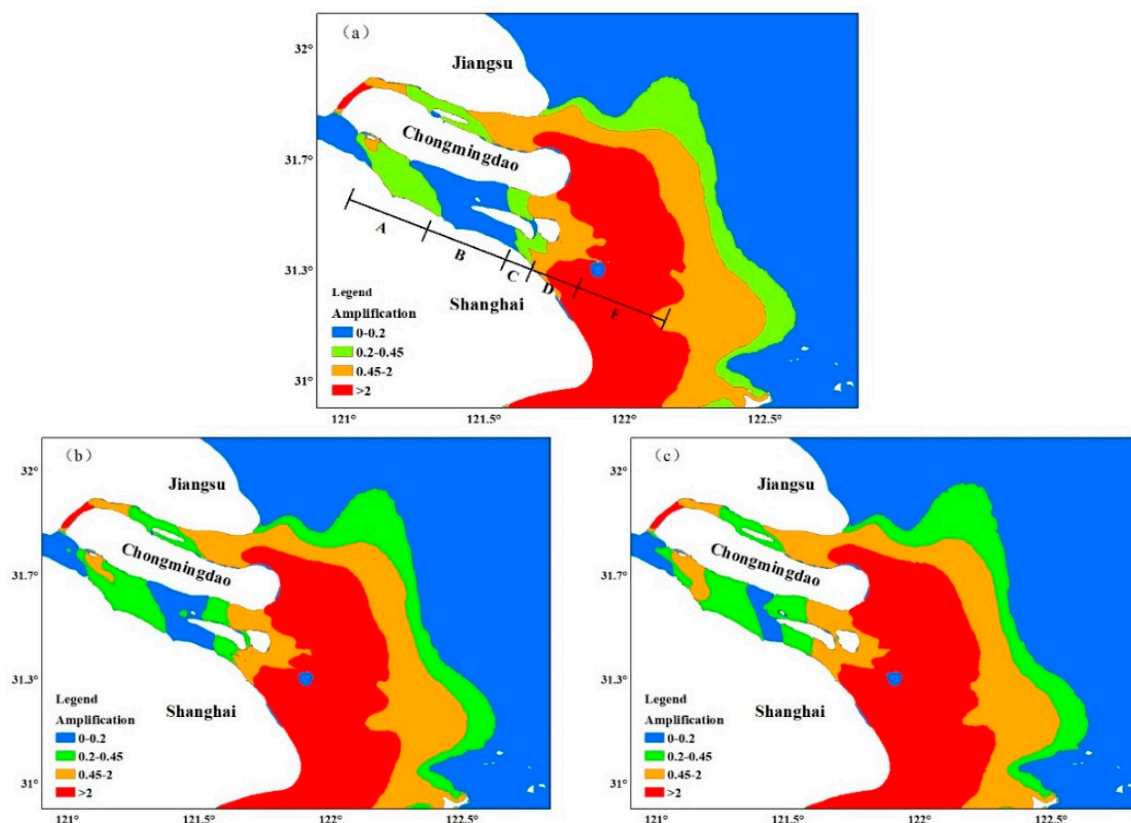 （a）
32°
Jiangsu
Chongmingdao
31.7°
A
B
31.3°
C
D
Shanghai
Legend
Amplification
0-0.2
0.2-0.45
0.45-2
>2
31°
121°
121.5°
122°
122.5°
（b）
32°
Jiangsu
Chongmingdao
31.7°
31.3°
Legend
Shanghai
Amplification
0-0.2
0.2-0.45
0.45-2
>2
31°
121°
121.5°
122°
122.5°
（c）
32°
Jiangsu
Chongmingdao
31.7°
31.3°
Legend
Shanghai
Amplification
0-0.2
0.2-0.45
0.45-2
>2
31°
121°
121.5°
122°
122.5°